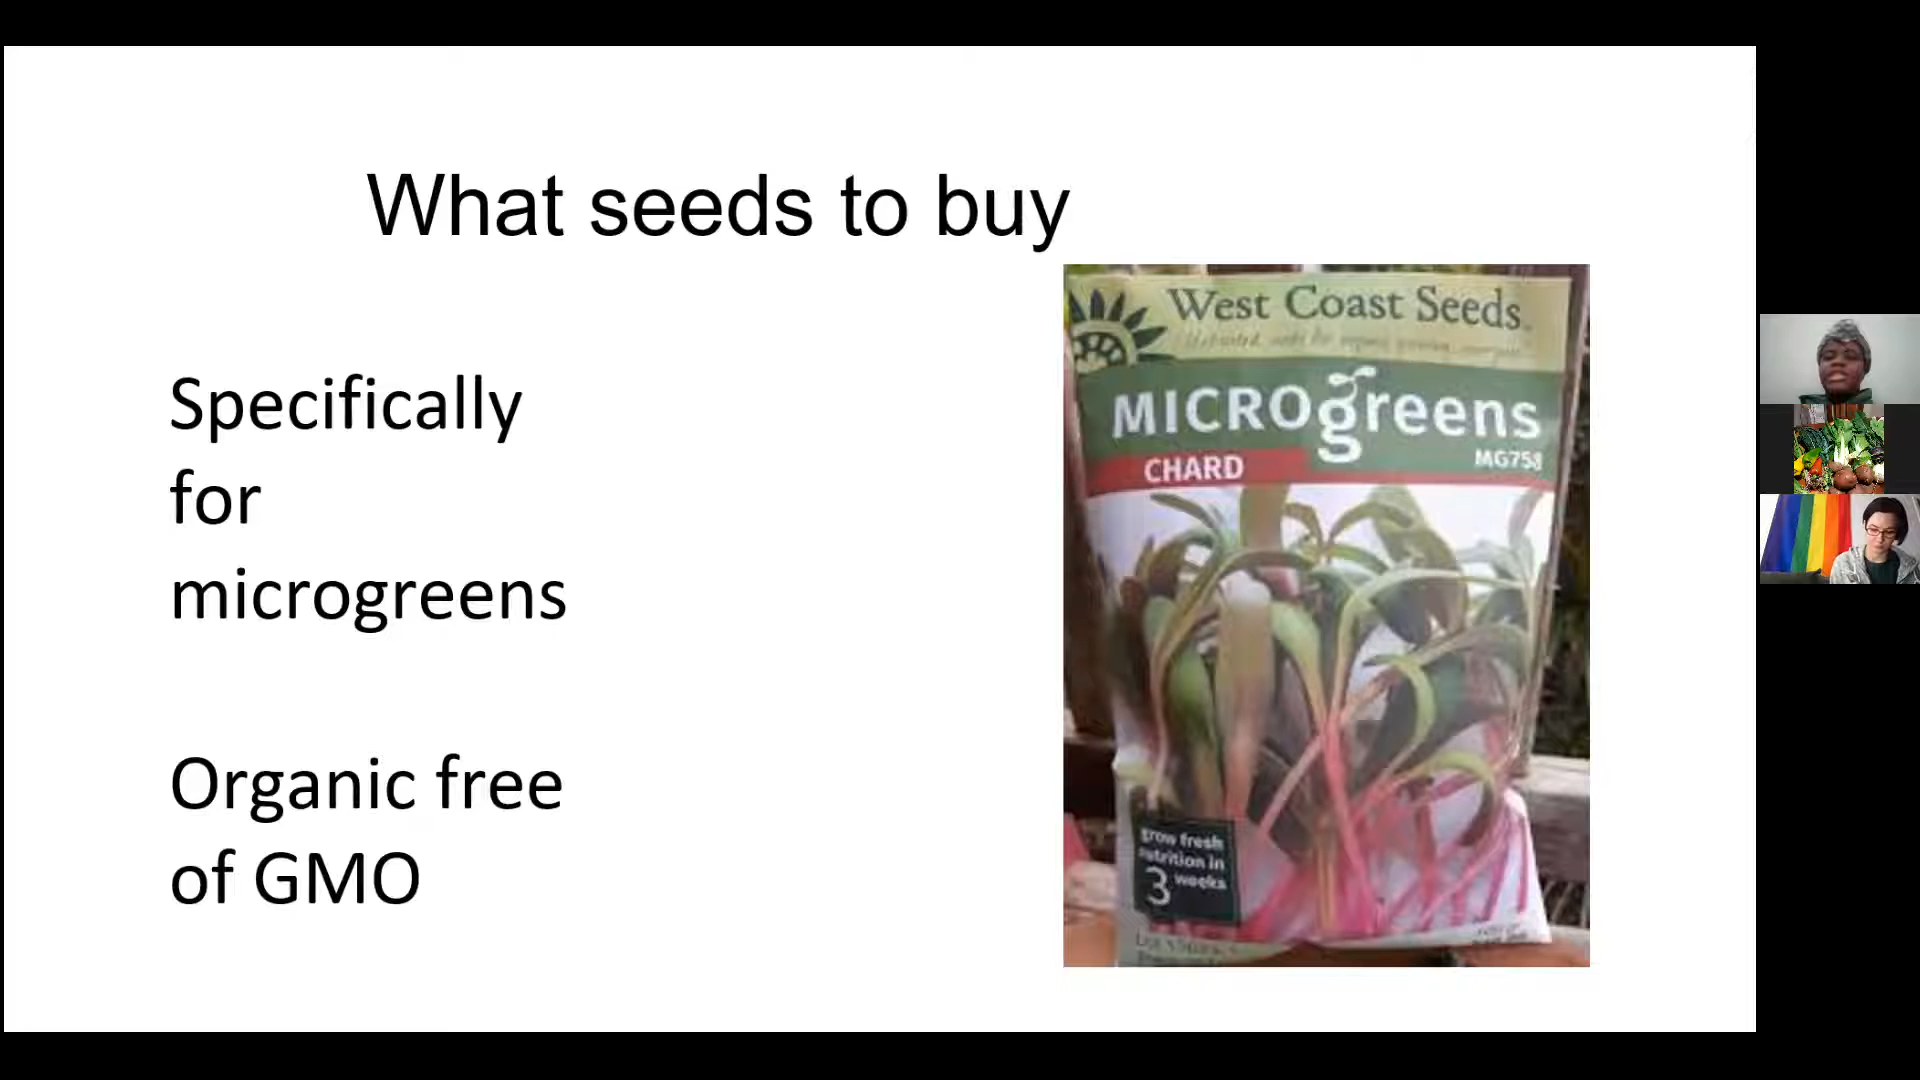 What seeds to buy
Specifically
for
microgreens
Organic free
of GMO
West Coast Seeds
MICROgreens
CHARD
MG758
grow fresh
nutrition in
3 weeks